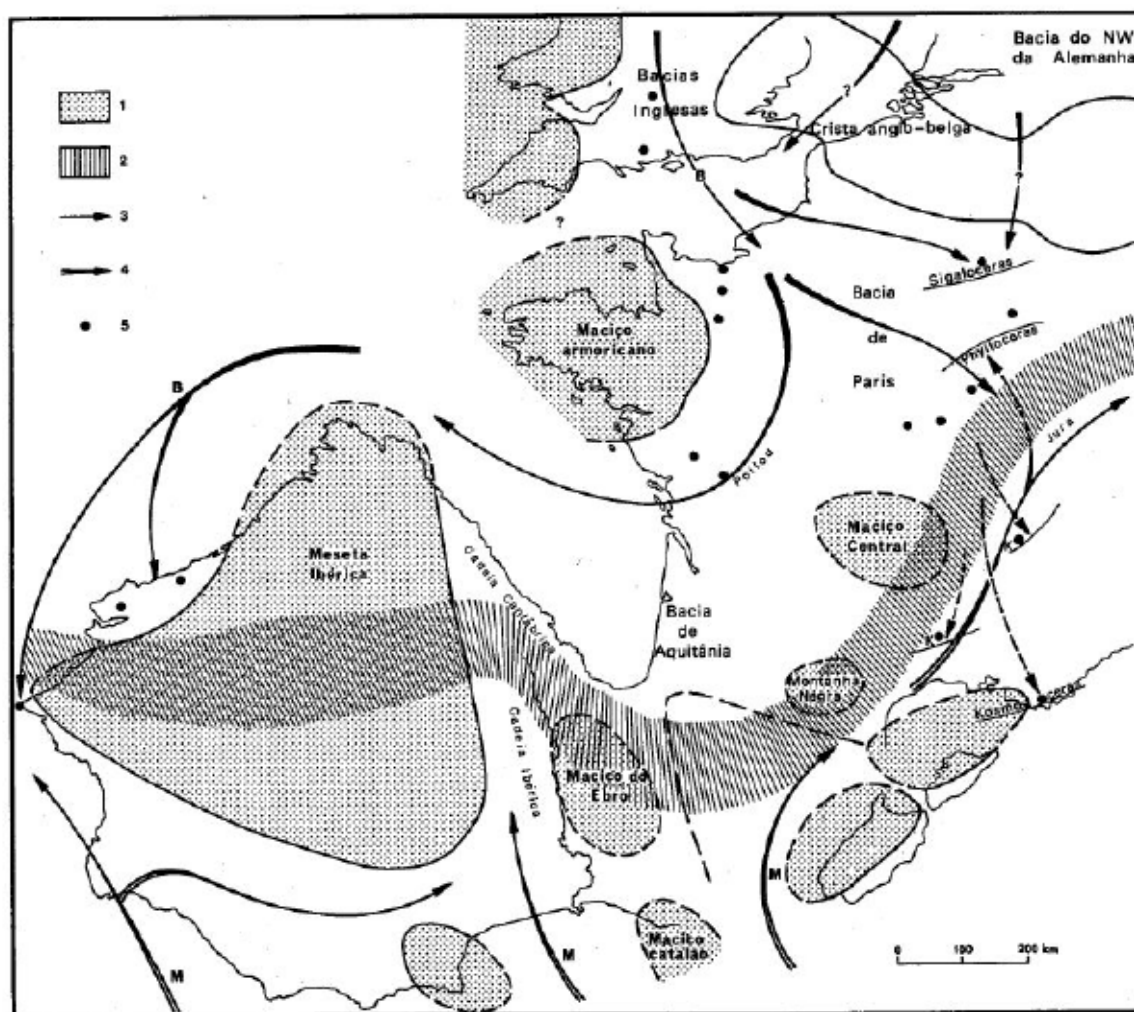 1
2
3
4
5
Bacias
Inglesas
Bacia do NW
da Alemanha
?
Crista anglo-belga
B
?
?
Sigaloceras
Maciço
armoricano
Bacia
de
Paris
Phylloceras
B
Jura
Poitou
Maciço
Central
Meseta
Ibérica
Cadeia Cantábrica
Bacia
de
Aquitânia
K
Montanha
Negra
Kosmoceras
Cadeia Ibérica
Maciço do
Ebro
M
M
M
Maciço
catalão
0 100 200 km